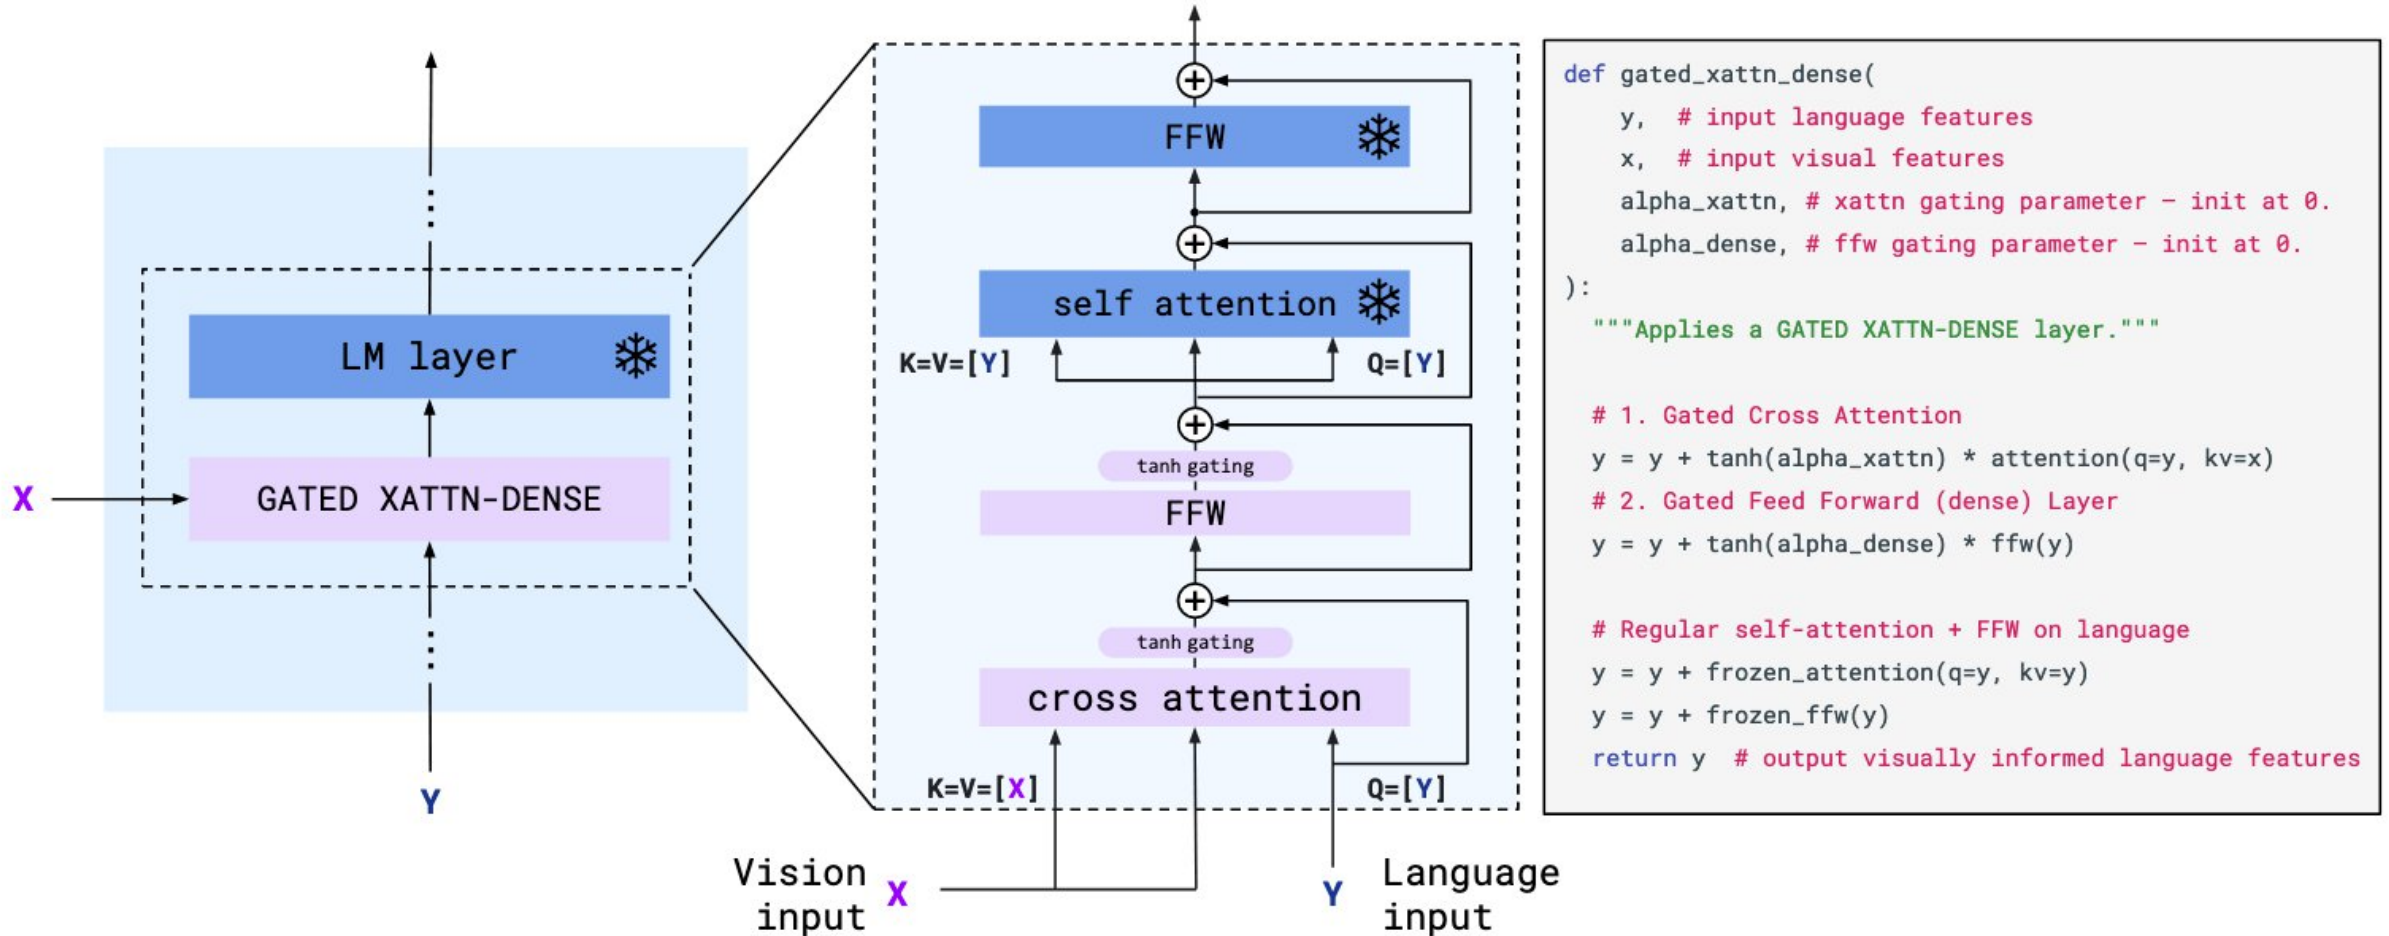 X
LM layer
GATED XATTN-DENSE
Y
+
FFW
+
self attention
K=V=[Y]
Q=[Y]
+
tanh gating
FFW
+
tanh gating
cross attention
K=V=[X]
Q=[Y]
Vision
input
X
Y
Language
input
def gated_xattn_dense(
    y,  # input language features
    x,  # input visual features
    alpha_xattn, # xattn gating parameter – init at 0.
    alpha_dense, # ffw gating parameter – init at 0.
):
  """Applies a GATED XATTN-DENSE layer."""
  # 1. Gated Cross Attention
  y = y + tanh(alpha_xattn) * attention(q=y, kv=x)
  # 2. Gated Feed Forward (dense) Layer
  y = y + tanh(alpha_dense) * ffw(y)
  # Regular self-attention + FFW on language
  y = y + frozen_attention(q=y, kv=y)
  y = y + frozen_ffw(y)
  return y  # output visually informed language features